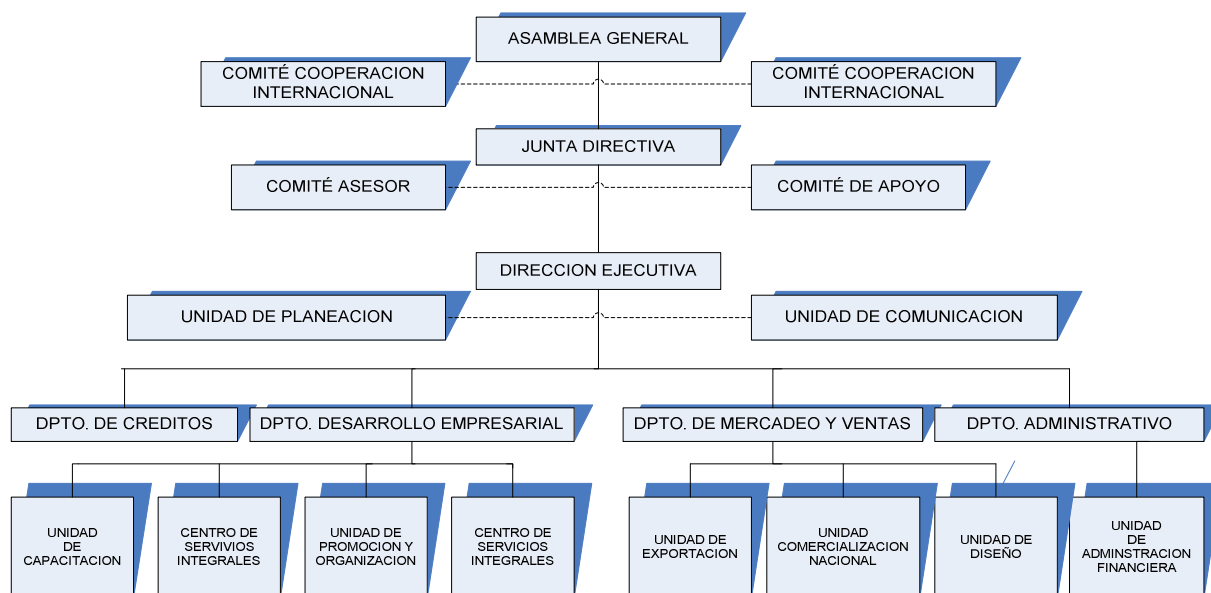 ASAMBLEA GENERAL
COMITÉ COOPERACION
INTERNACIONAL
COMITÉ COOPERACION
INTERNACIONAL
JUNTA DIRECTIVA
COMITÉ ASESOR
COMITÉ DE APOYO
DIRECCION EJECUTIVA
UNIDAD DE PLANEACION
UNIDAD DE COMUNICACION
DPTO. DE CREDITOS
DPTO. DESARROLLO EMPRESARIAL
DPTO. DE MERCADEO Y VENTAS
DPTO. ADMINISTRATIVO
UNIDAD
DE
CAPACITACION
CENTRO DE
SERVIVIOS
INTEGRALES
UNIDAD DE
PROMOCION Y
ORGANIZACION
CENTRO DE
SERVICIOS
INTEGRALES
UNIDAD DE
EXPORTACION
UNIDAD
COMERCIALIZACION
NACIONAL
UNIDAD DE
DISEÑO
UNIDAD
DE
ADMINSTRACION
FINANCIERA